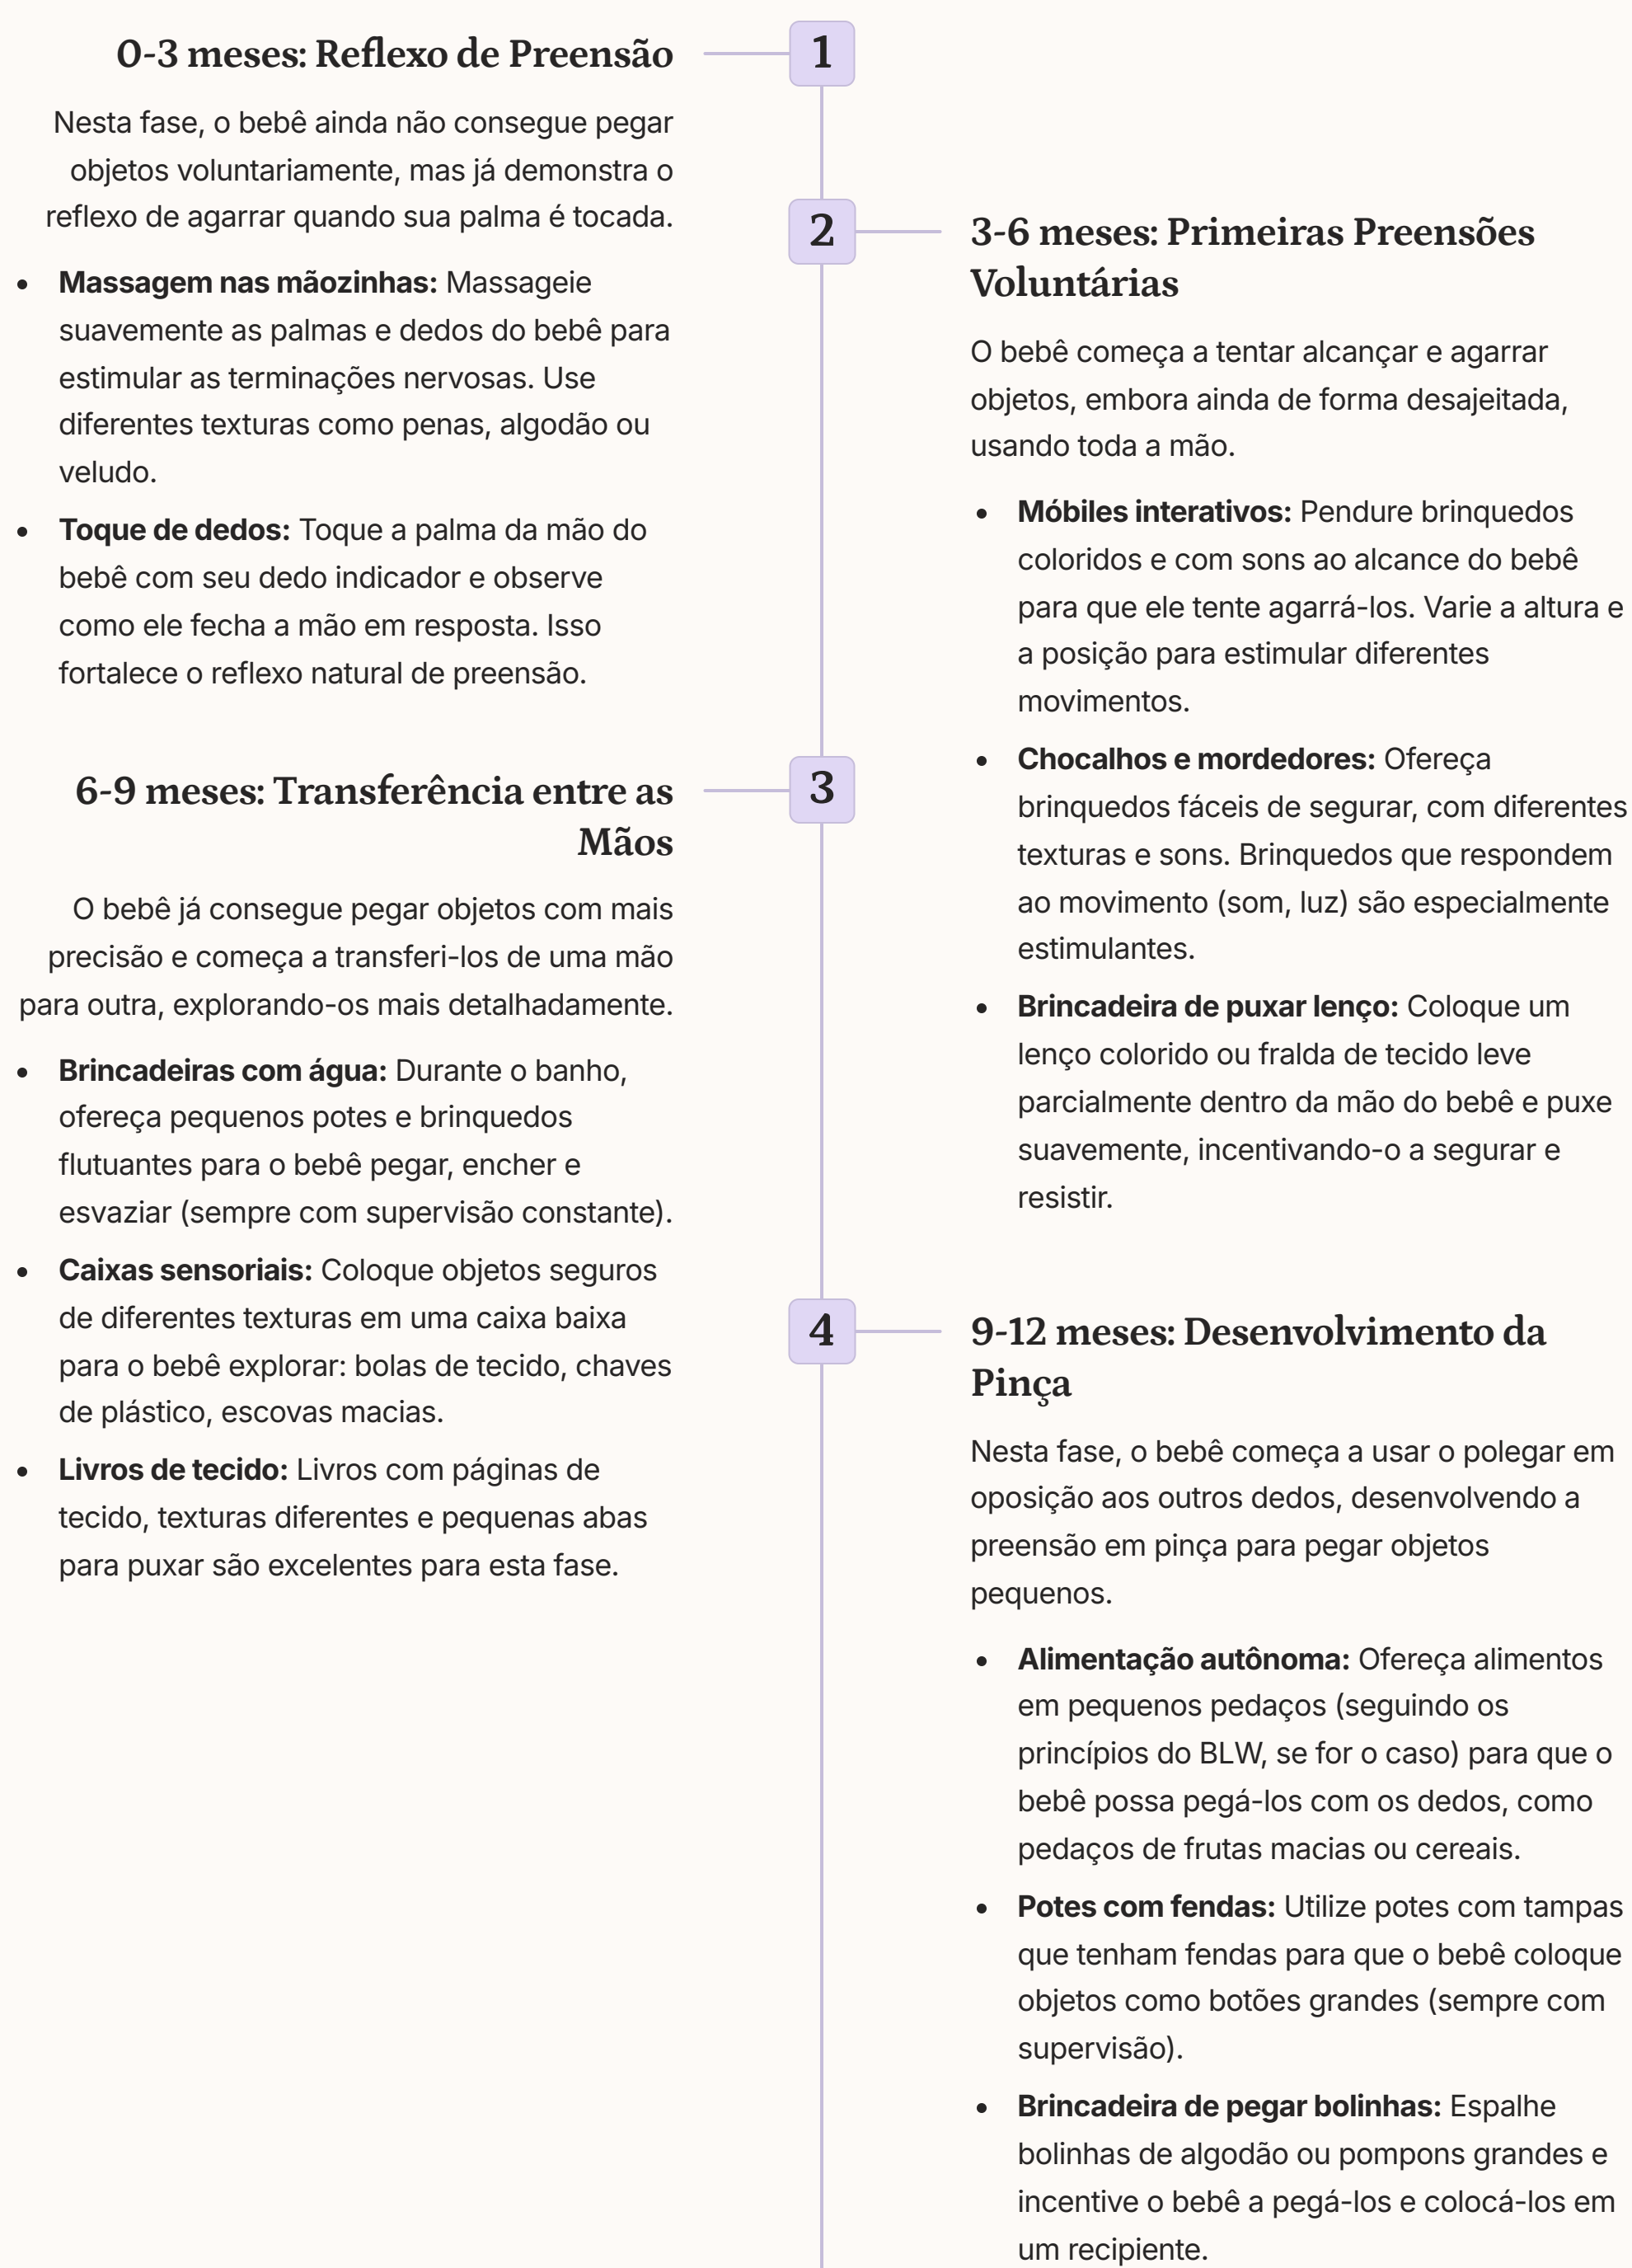 1
0-3 meses: Reflexo de Preensão
Nesta fase, o bebê ainda não consegue pegar
objetos voluntariamente, mas já demonstra o
reflexo de agarrar quando sua palma é tocada.
• Massagem nas mãozinhas: Massageie
suavemente as palmas e dedos do bebê para
estimular as terminações nervosas. Use
diferentes texturas como penas, algodão ou
veludo.
• Toque de dedos: Toque a palma da mão do
bebê com seu dedo indicador e observe
como ele fecha a mão em resposta. Isso
fortalece o reflexo natural de preensão.
2
3-6 meses: Primeiras Preensões
Voluntárias
O bebê começa a tentar alcançar e agarrar
objetos, embora ainda de forma desajeitada,
usando toda a mão.
• Móbiles interativos: Pendure brinquedos
coloridos e com sons ao alcance do bebê
para que ele tente agarrá-los. Varie a altura e
a posição para estimular diferentes
movimentos.
• Chocalhos e mordedores: Ofereça
brinquedos fáceis de segurar, com diferentes
texturas e sons. Brinquedos que respondem
ao movimento (som, luz) são especialmente
estimulantes.
• Brincadeira de puxar lenço: Coloque um
lenço colorido ou fralda de tecido leve
parcialmente dentro da mão do bebê e puxe
suavemente, incentivando-o a segurar e
resistir.
3
6-9 meses: Transferência entre as
Mãos
O bebê já consegue pegar objetos com mais
precisão e começa a transferi-los de uma mão
para outra, explorando-os mais detalhadamente.
• Brincadeiras com água: Durante o banho,
ofereça pequenos potes e brinquedos
flutuantes para o bebê pegar, encher e
esvaziar (sempre com supervisão constante).
• Caixas sensoriais: Coloque objetos seguros
de diferentes texturas em uma caixa baixa
para o bebê explorar: bolas de tecido, chaves
de plástico, escovas macias.
• Livros de tecido: Livros com páginas de
tecido, texturas diferentes e pequenas abas
para puxar são excelentes para esta fase.
4
9-12 meses: Desenvolvimento da
Pinça
Nesta fase, o bebê começa a usar o polegar em
oposição aos outros dedos, desenvolvendo a
preensão em pinça para pegar objetos
pequenos.
• Alimentação autônoma: Ofereça alimentos
em pequenos pedaços (seguindo os
princípios do BLW, se for o caso) para que o
bebê possa pegá-los com os dedos, como
pedaços de frutas macias ou cereais.
• Potes com fendas: Utilize potes com tampas
que tenham fendas para que o bebê coloque
objetos como botões grandes (sempre com
supervisão).
• Brincadeira de pegar bolinhas: Espalhe
bolinhas de algodão ou pompons grandes e
incentive o bebê a pegá-los e colocá-los em
um recipiente.